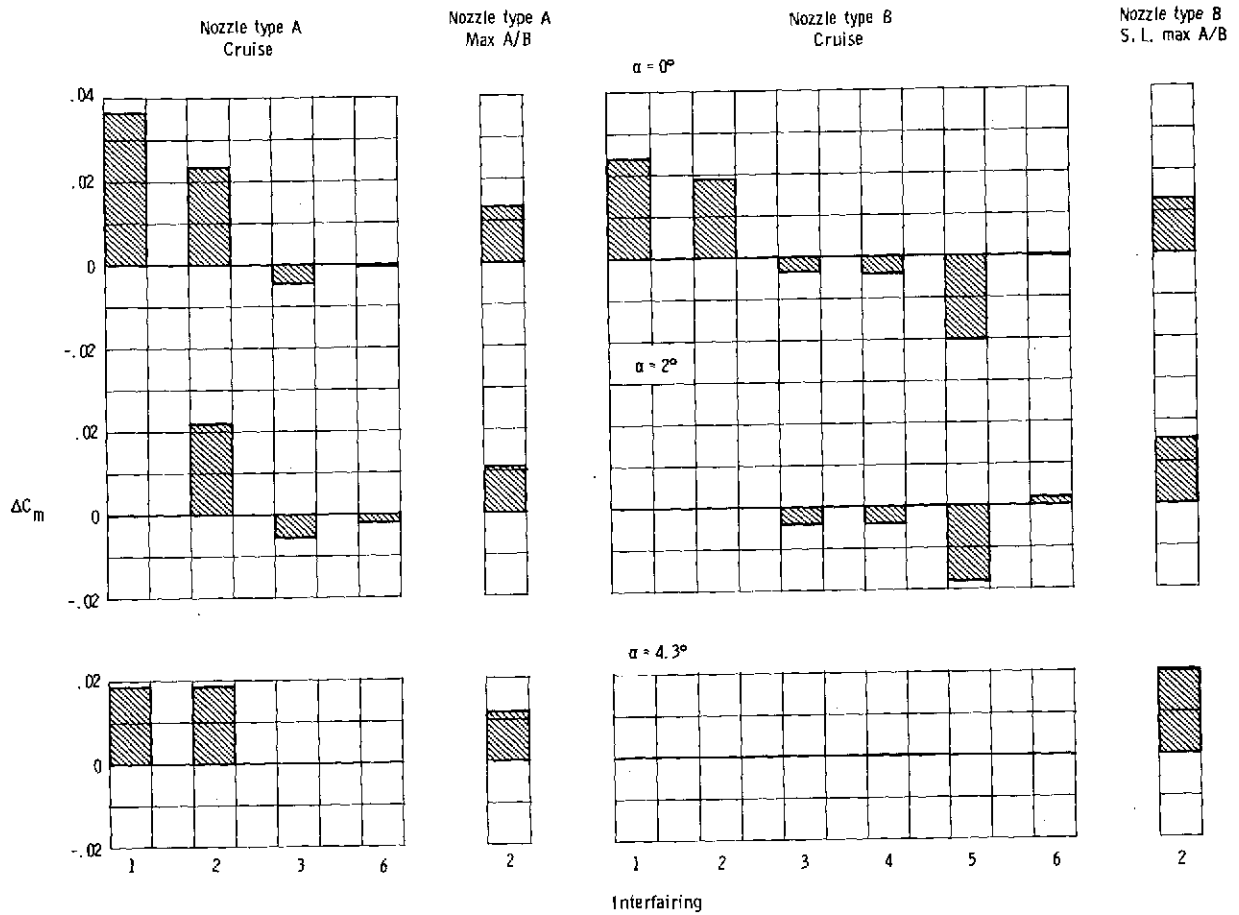 Nozzle type A
Cruise
Nozzle type A
Max A/B
Nozzle type B
Cruise
Nozzle type B
S. L. max A/B
α = 0°
.04
.02
0
-.02
α = 2°
.02
ΔCm
0
-.02
α = 4.3°
.02
0
-.02
1 2 3 6 2 1 2 3 4 5 6 2
Interfairing